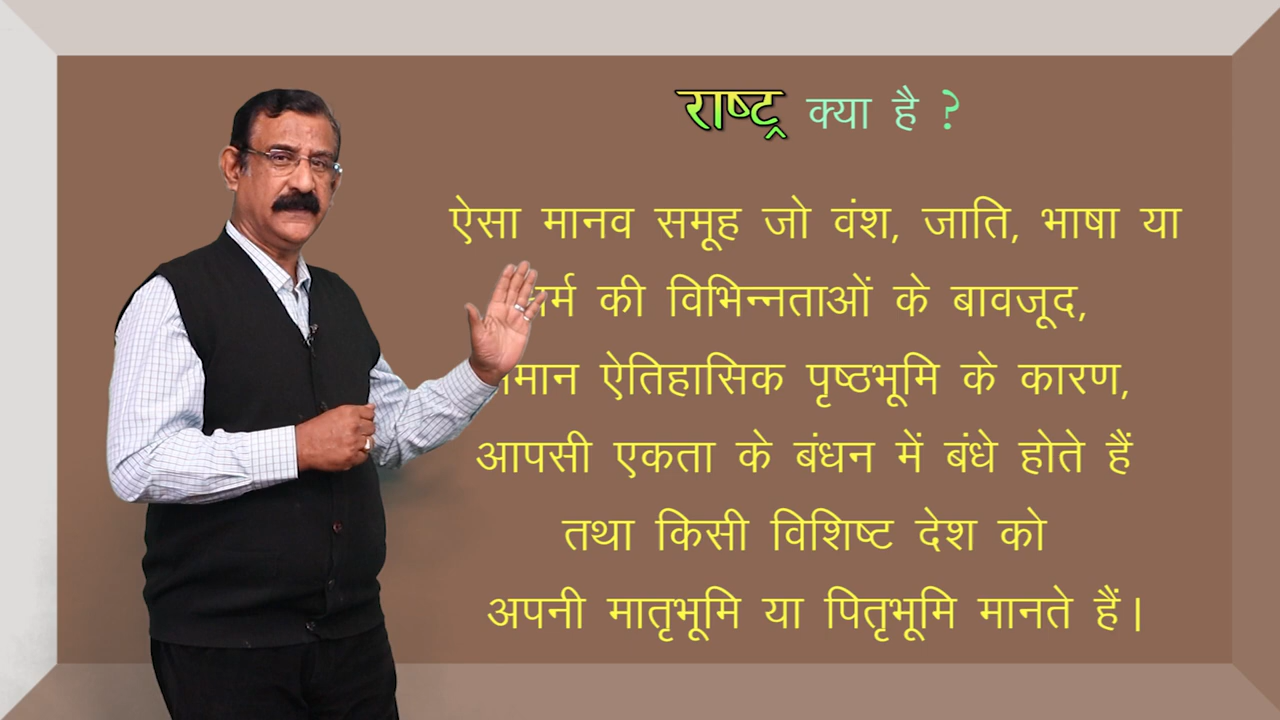 राष्ट्र क्या है ?
ऐसा मानव समूह जो वंश, जाति, भाषा या
की विभिन्नताओं के बावजूद,
ऐतिहासिक पृष्ठभूमि के कारण,
आपसी एकता के बंधन में बंधे होते हैं
तथा किसी विशिष्ट देश को
अपनी मातृभूमि या पितृभूमि मानते हैं।